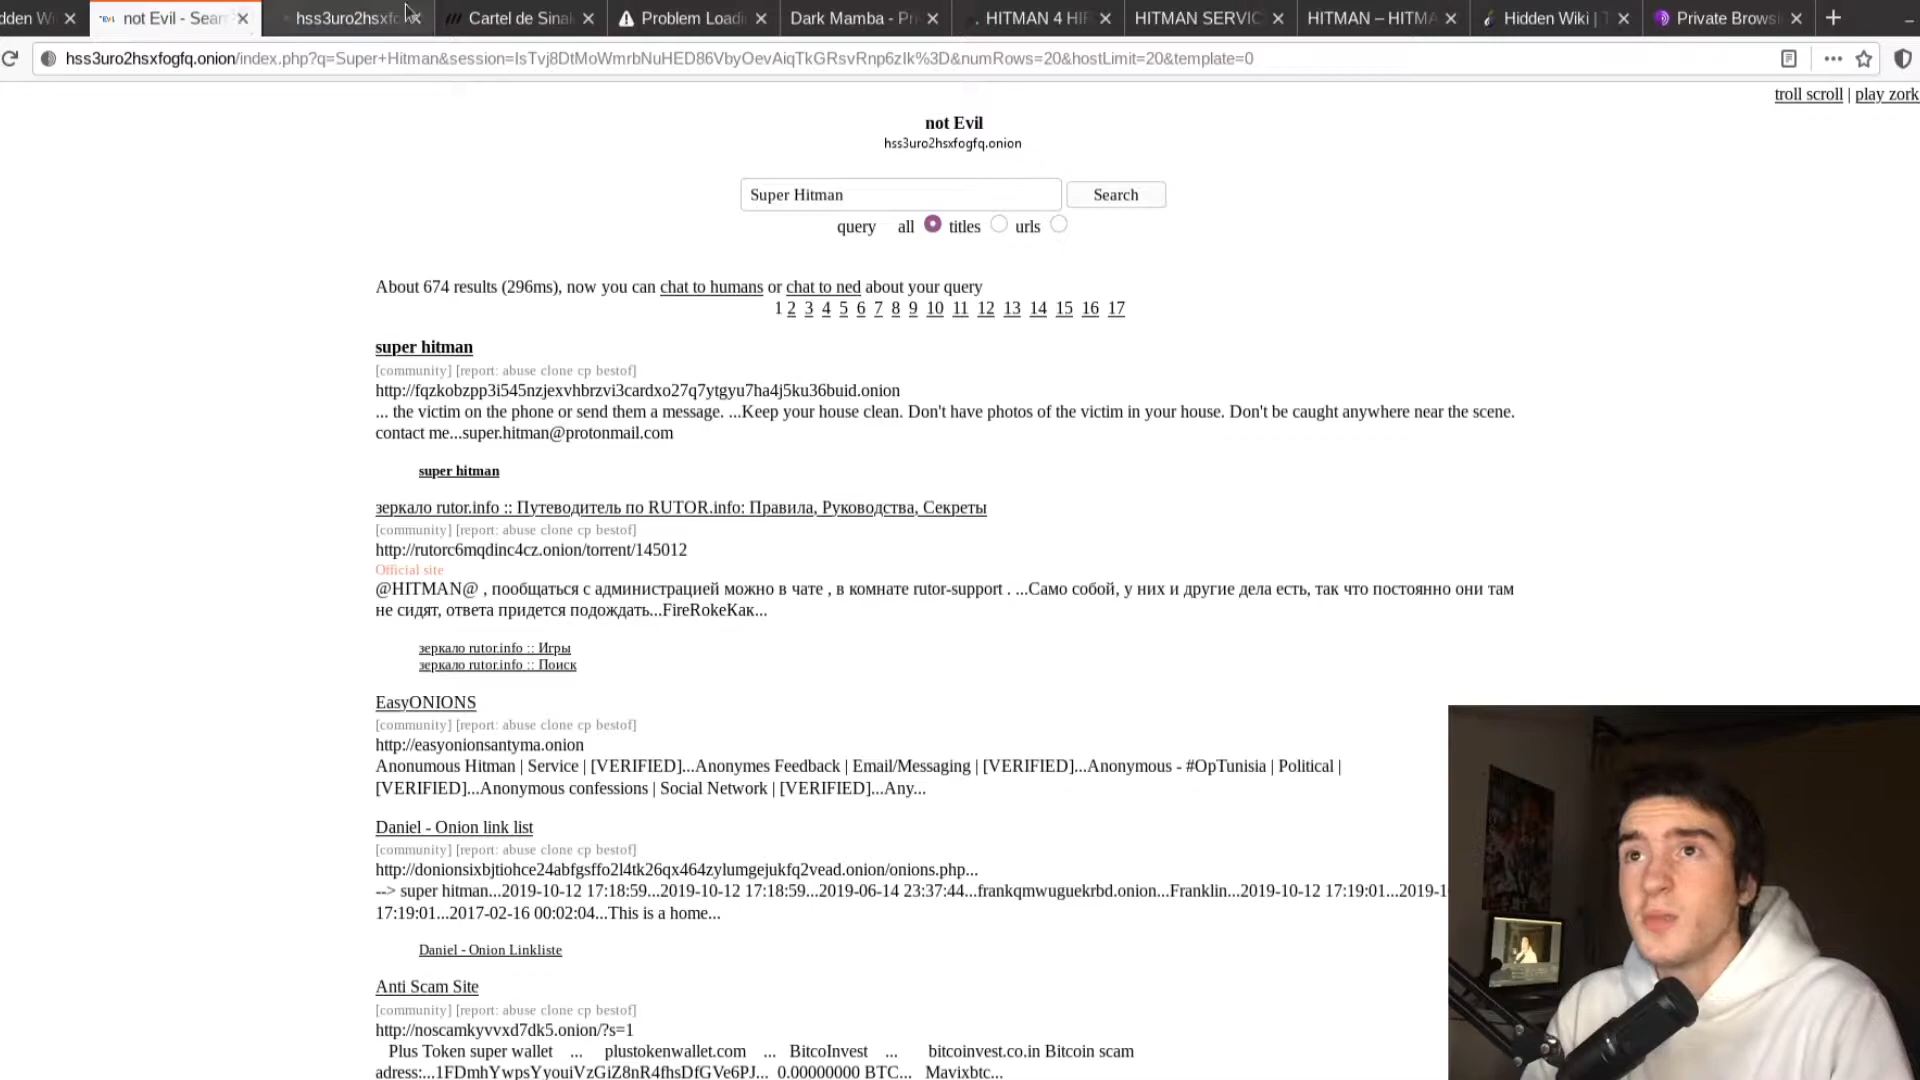 dden Wi
not Evil - Sear
hss3uro2hsxfo
Cartel de Sinal
Problem Loadi
Dark Mamba - Pr
HITMAN 4 HIR
HITMAN SERVIC
HITMAN – HITMA
Hidden Wiki | T
Private Browsi
hss3uro2hsxfogfq.onion/index.php?q=Super+Hitman&session=IsTvj8DtMoWmrbNuHED86VbyOevAiqTkGRsvRnp6zIk%3D&numRows=20&hostLimit=20&template=0
troll scroll | play zork
not Evil
hss3uro2hsxfogfq.onion
Super Hitman
Search
query all titles urls
About 674 results (296ms), now you can chat to humans or chat to ned about your query
1 2 3 4 5 6 7 8 9 10 11 12 13 14 15 16 17
super hitman
[community] [report: abuse clone cp bestof]
http://fqzkobzpp3i545nzjexvhbrzvi3cardxo27q7ytgyu7ha4j5ku36buid.onion
... the victim on the phone or send them a message. ...Keep your house clean. Don't have photos of the victim in your house. Don't be caught anywhere near the scene.
contact me...super.hitman@protonmail.com
super hitman
зеркало rutor.info :: Путеводитель по RUTOR.info: Правила, Руководства, Секреты
[community] [report: abuse clone cp bestof]
http://rutorc6mqdinc4cz.onion/torrent/145012
Official site
@HITMAN@ , пообщаться с администрацией можно в чате , в комнате rutor-support . ...Само собой, у них и другие дела есть, так что постоянно они там
не сидят, ответа придется подождать...FireRokeКак...
зеркало rutor.info :: Игры
зеркало rutor.info :: Поиск
EasyONIONS
[community] [report: abuse clone cp bestof]
http://easyonionsantyma.onion
Anonumous Hitman | Service | [VERIFIED]...Anonymes Feedback | Email/Messaging | [VERIFIED]...Anonymous - #OpTunisia | Political |
[VERIFIED]...Anonymous confessions | Social Network | [VERIFIED]...Any...
Daniel - Onion link list
[community] [report: abuse clone cp bestof]
http://donionsixbjtiohce24abfgsffo2l4tk26qx464zylumgejukfq2vead.onion/onions.php...
--> super hitman...2019-10-12 17:18:59...2019-10-12 17:18:59...2019-06-14 23:37:44...frankqmwuguekrbd.onion...Franklin...2019-10-12 17:19:01...2019-1
17:19:01...2017-02-16 00:02:04...This is a home...
Daniel - Onion Linkliste
Anti Scam Site
[community] [report: abuse clone cp bestof]
http://noscamkyvvxd7dk5.onion/?s=1
Plus Token super wallet ... plustokenwallet.com ... BitcoInvest ... bitcoinvest.co.in Bitcoin scam
adress:...1FDmhYwpsYyouiVzGiZ8nR4fhsDfGVe6PJ... 0.00000000 BTC... Mavixbtc...